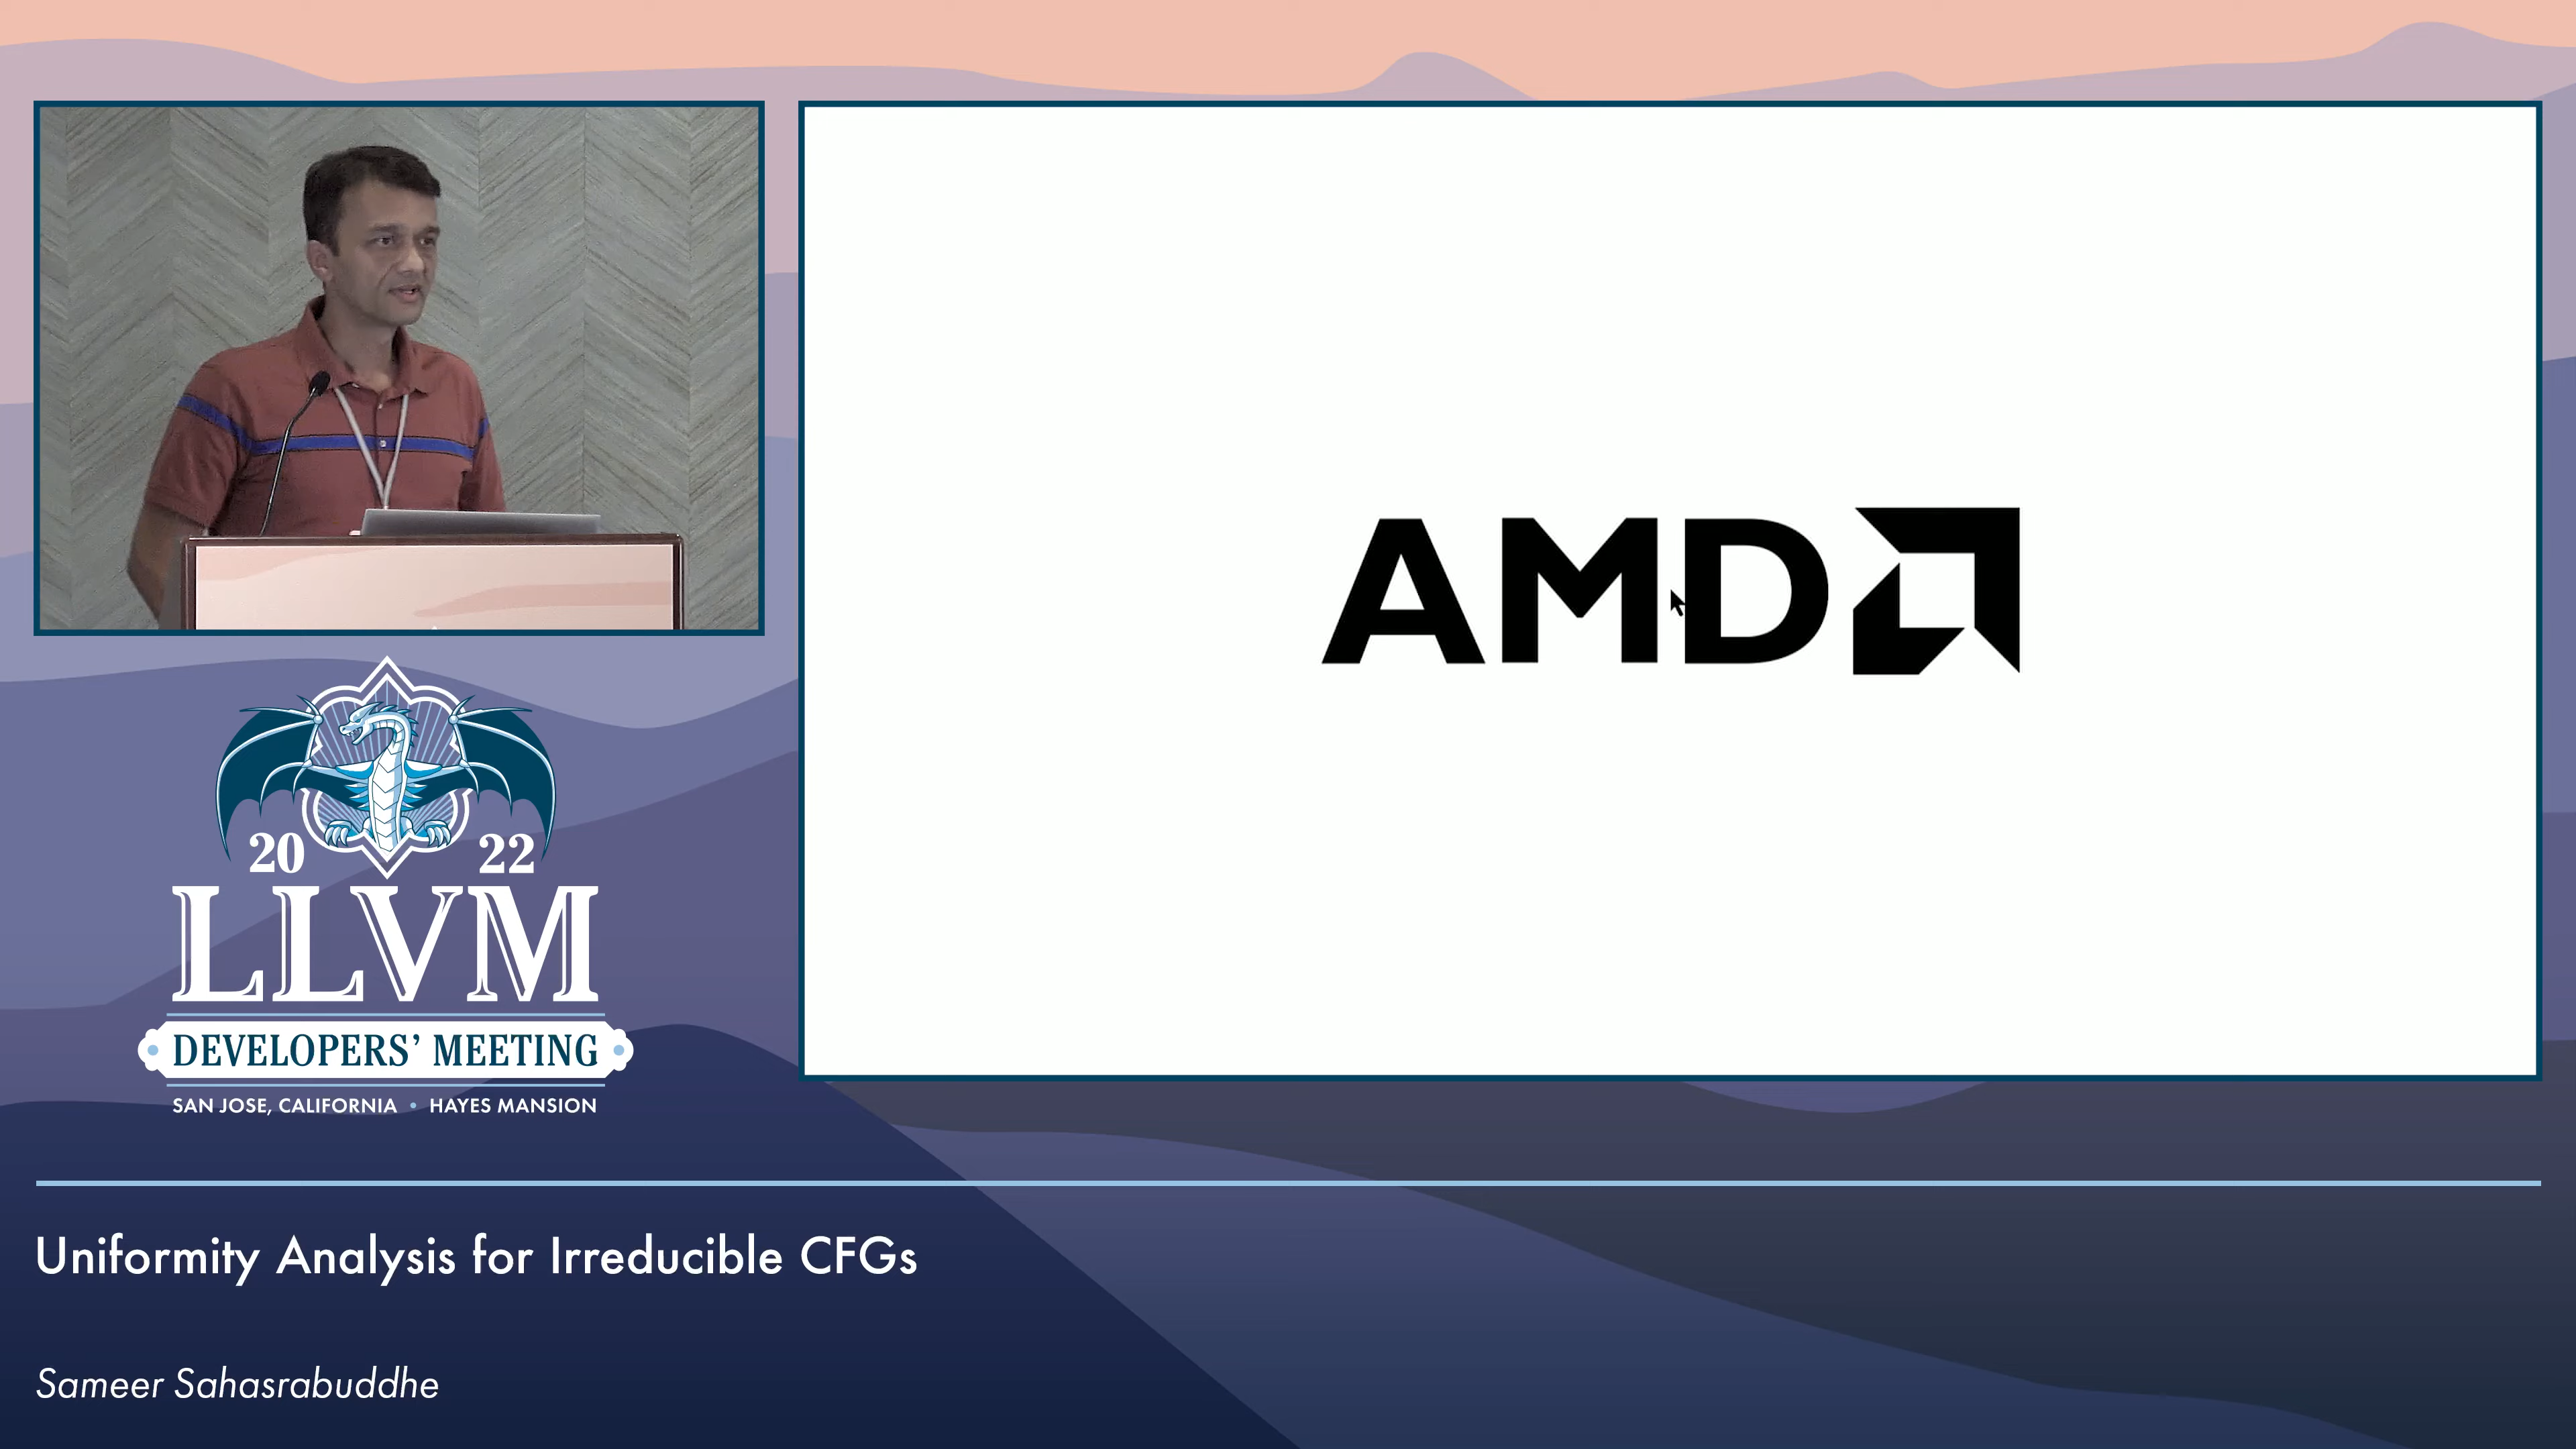 AMD
20 22
LLVM
DEVELOPERS’ MEETING
SAN JOSE, CALIFORNIA • HAYES MANSION
Uniformity Analysis for Irreducible CFGs
Sameer Sahasrabuddhe